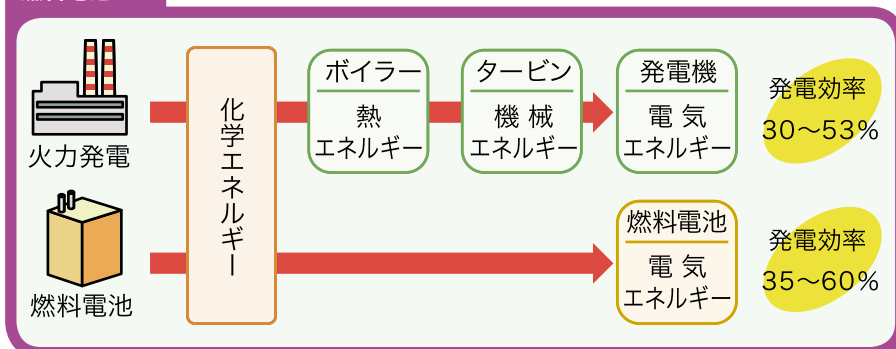 ボイラー
熱
エネルギー
タービン
機械
エネルギー
発電機
電気
エネルギー
発電効率
30～53%
火力発電
化学エネルギー
燃料電池
電気
エネルギー
発電効率
35～60%
燃料電池